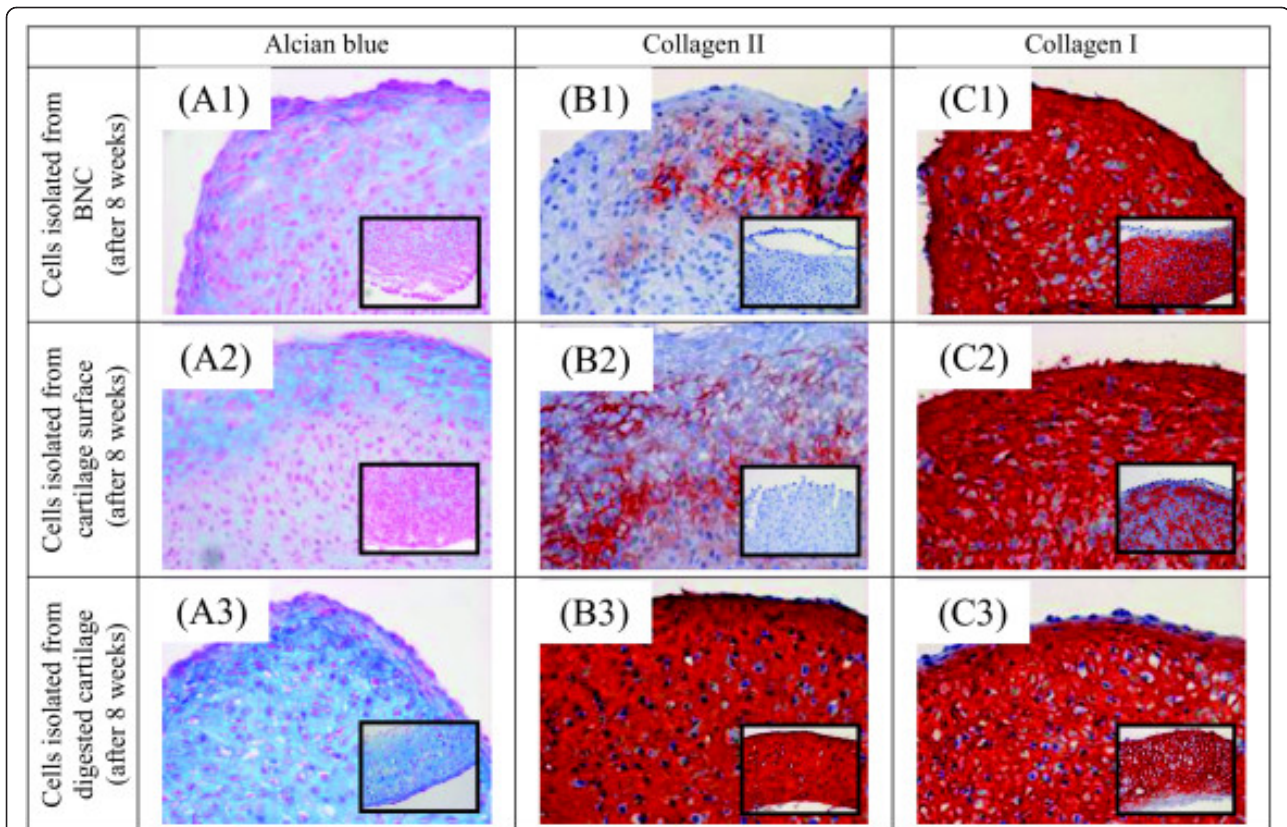 Alcian blue
Collagen II
Collagen I
Cells isolated from
BNC
(after 8 weeks)
(A1)
(B1)
(C1)
Cells isolated from
cartilage surface
(after 8 weeks)
(A2)
(B2)
(C2)
Cells isolated from
digested cartilage
(after 8 weeks)
(A3)
(B3)
(C3)